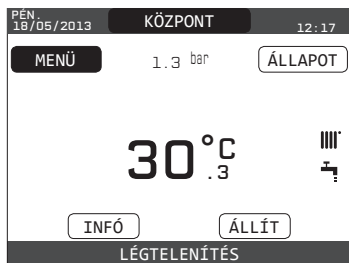 PÉN.
18/05/2013 KÖZPONT 12:17
MENÜ 1.3 bar ÁLLAPOT
30.3°C
INFÓ ÁLLÍT
LÉGTELENÍTÉS